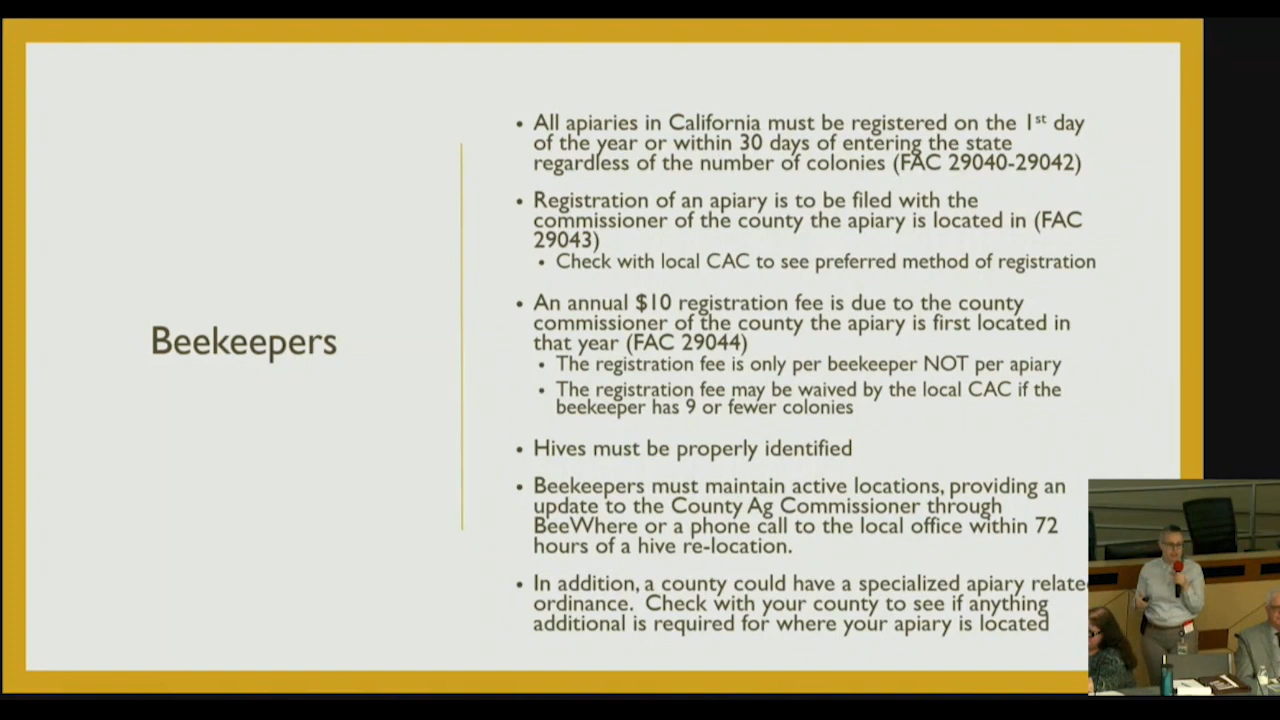 Beekeepers
• All apiaries in California must be registered on the 1st day
of the year or within 30 days of entering the state
regardless of the number of colonies (FAC 29040-29042)
• Registration of an apiary is to be filed with the
commissioner of the county the apiary is located in (FAC
29043)
• Check with local CAC to see preferred method of registration
• An annual $10 registration fee is due to the county
commissioner of the county the apiary is first located in
that year (FAC 29044)
• The registration fee is only per beekeeper NOT per apiary
• The registration fee may be waived by the local CAC if the
beekeeper has 9 or fewer colonies
• Hives must be properly identified
• Beekeepers must maintain active locations, providing an
update to the County Ag Commissioner through
BeeWhere or a phone call to the local office within 72
hours of a hive re-location.
• In addition, a county could have a specialized apiary relate
ordinance. Check with your county to see if anything
additional is required for where your apiary is located